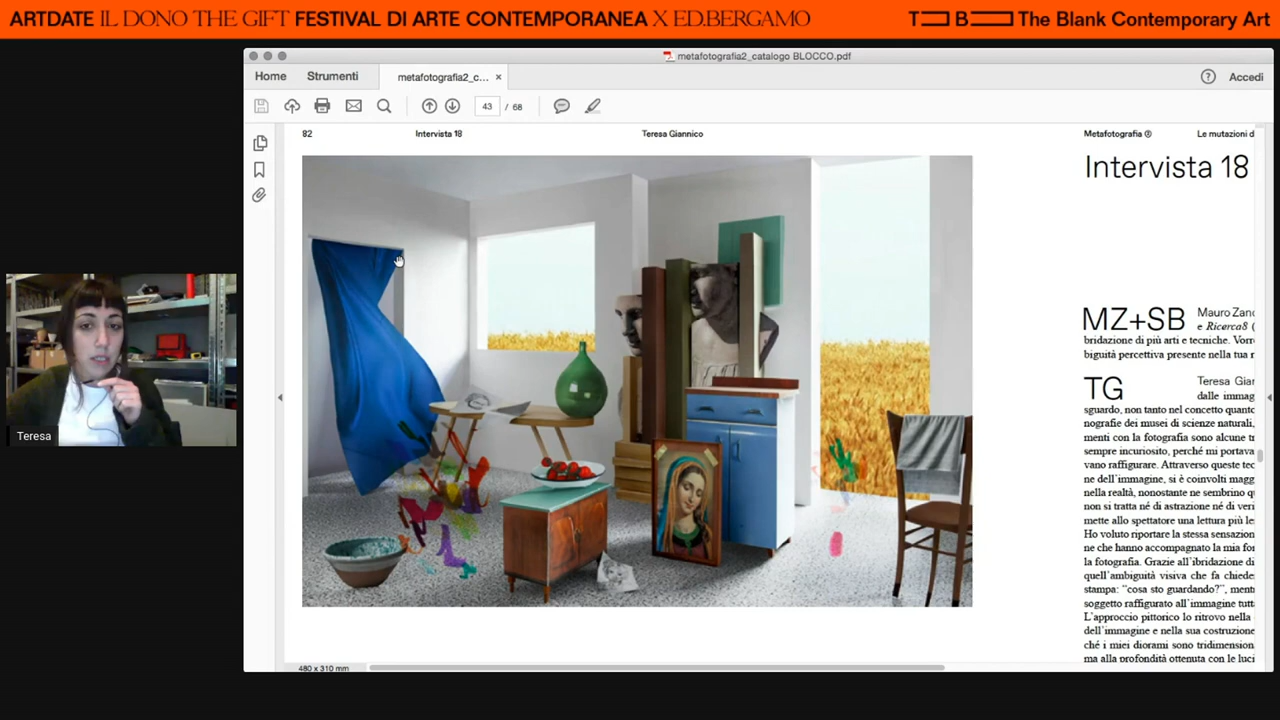 ARTDATE IL DONO THE GIFT FESTIVAL DI ARTE CONTEMPORANEA X ED.BERGAMO
T B The Blank Contemporary Art
metafotografia2_catalogo BLOCCO.pdf
Home Strumenti metafotografia2_c... × ? Accedi
43 / 68
82 Intervista 18 Teresa Giannico
Metafotografia ② Le mutazioni d
Intervista 18
MZ+SB Mauro Zanc
e Ricerca8 (
bridazione di più arti e tecniche. Vorr
biguità percettiva presente nella tua r
TG Teresa Gian
dalle immag
sguardo, non tanto nel concetto quanto
nografie dei musei di scienze naturali,
menti con la fotografia sono alcune tr
sempre incuriosito, perché mi portava
vano raffigurare. Attraverso queste tec
ne dell'immagine, si è coinvolti magg
nella realtà, nonostante ne sembrino qu
non si tratta né di astrazione né di veri
mette allo spettatore una lettura più le
Ho voluto riportare la stessa sensazion
ne che hanno accompagnato la mia for
la fotografia. Grazie all'ibridazione di
quell'ambiguità visiva che fa chiede
stampa: "cosa sto guardando?", ment
soggetto raffigurato all'immagine tutt
L'approccio pittorico lo ritrovo nella
dell'immagine e nella sua costruzione
ché i miei diorami sono tridimension
ma alla profondità ottenuta con le luci
Teresa
480 x 310 mm